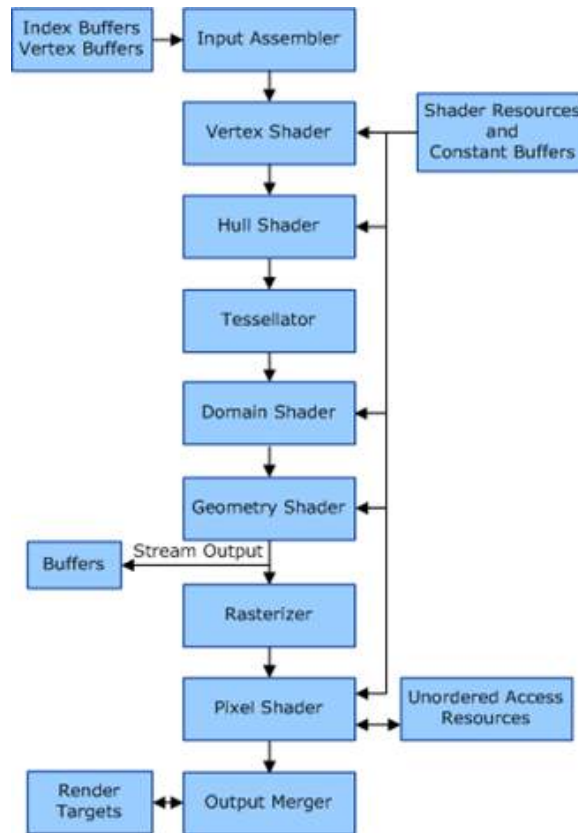 Index Buffers
Vertex Buffers
Input Assembler
Vertex Shader
Shader Resources
and
Constant Buffers
Hull Shader
Tessellator
Domain Shader
Geometry Shader
Stream Output
Buffers
Rasterizer
Pixel Shader
Unordered Access
Resources
Render
Targets
Output Merger